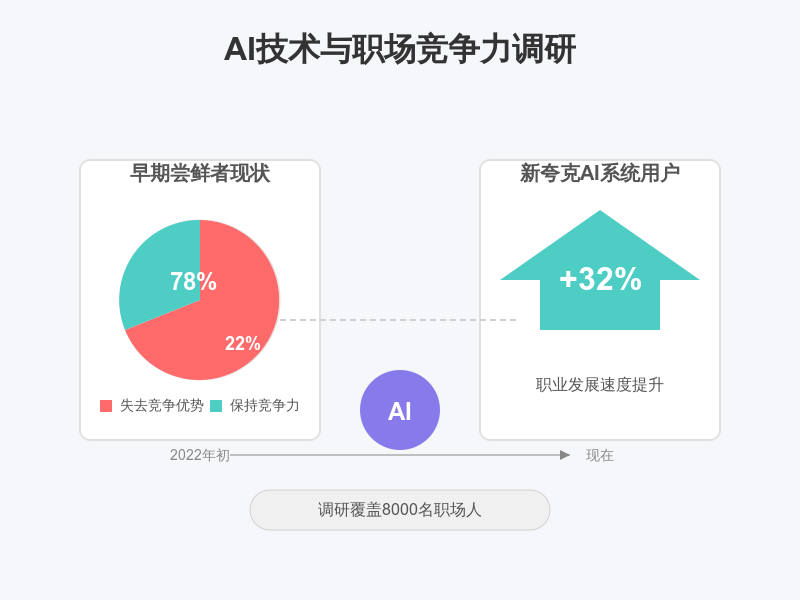 AI技术与职场竞争力调研
早期尝鲜者现状
78%
22%
失去竞争优势
保持竞争力
新夸克AI系统用户
+32%
职业发展速度提升
AI
2022年初
现在
调研覆盖8000名职场人